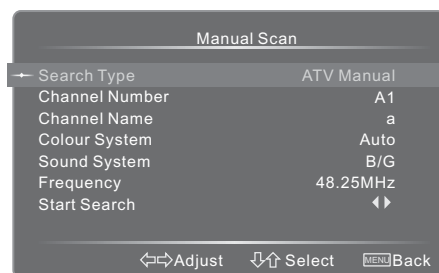 Manual Scan
Search Type ATV Manual
Channel Number A1
Channel Name a
Colour System Auto
Sound System B/G
Frequency 48.25MHz
Start Search
Adjust Select MENU Back